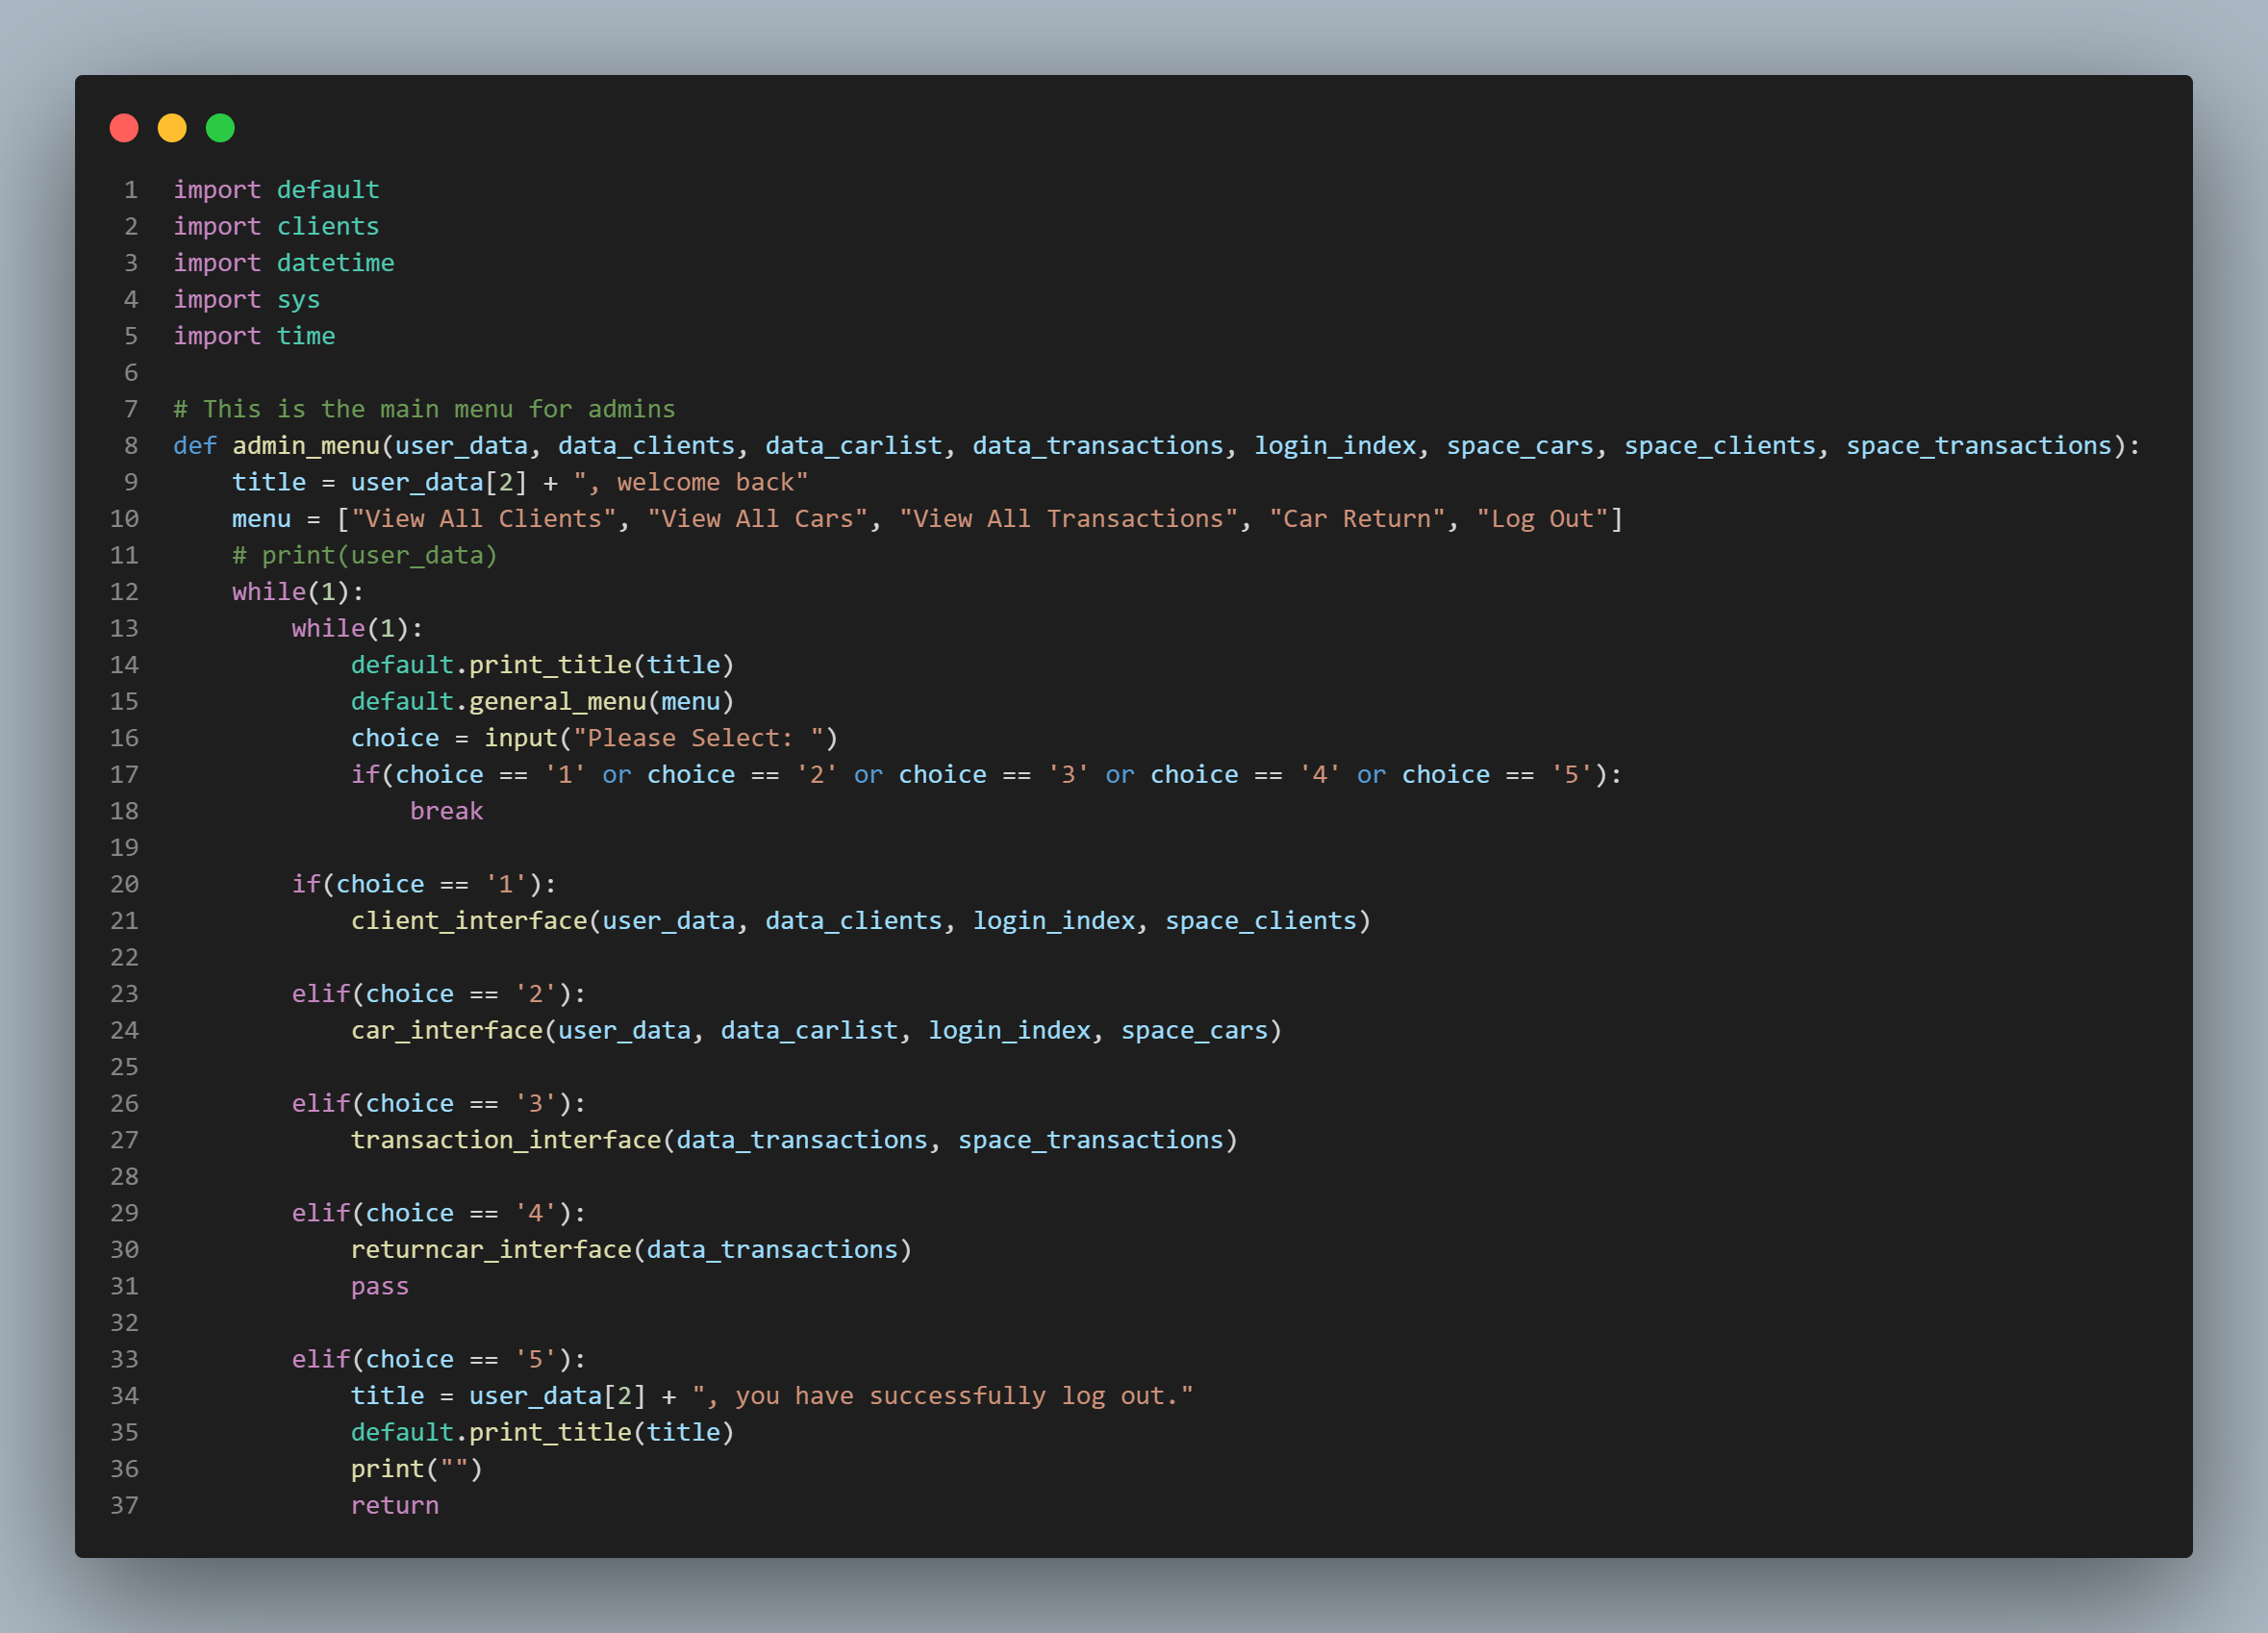 1 import default
2 import clients
3 import datetime
4 import sys
5 import time
6
7 # This is the main menu for admins
8 def admin_menu(user_data, data_clients, data_carlist, data_transactions, login_index, space_cars, space_clients, space_transactions):
9     title = user_data[2] + ", welcome back"
10     menu = ["View All Clients", "View All Cars", "View All Transactions", "Car Return", "Log Out"]
11     # print(user_data)
12     while(1):
13         while(1):
14             default.print_title(title)
15             default.general_menu(menu)
16             choice = input("Please Select: ")
17             if(choice == '1' or choice == '2' or choice == '3' or choice == '4' or choice == '5'):
18                 break
19
20         if(choice == '1'):
21             client_interface(user_data, data_clients, login_index, space_clients)
22
23         elif(choice == '2'):
24             car_interface(user_data, data_carlist, login_index, space_cars)
25
26         elif(choice == '3'):
27             transaction_interface(data_transactions, space_transactions)
28
29         elif(choice == '4'):
30             returncar_interface(data_transactions)
31             pass
32
33         elif(choice == '5'):
34             title = user_data[2] + ", you have successfully log out."
35             default.print_title(title)
36             print("")
37             return